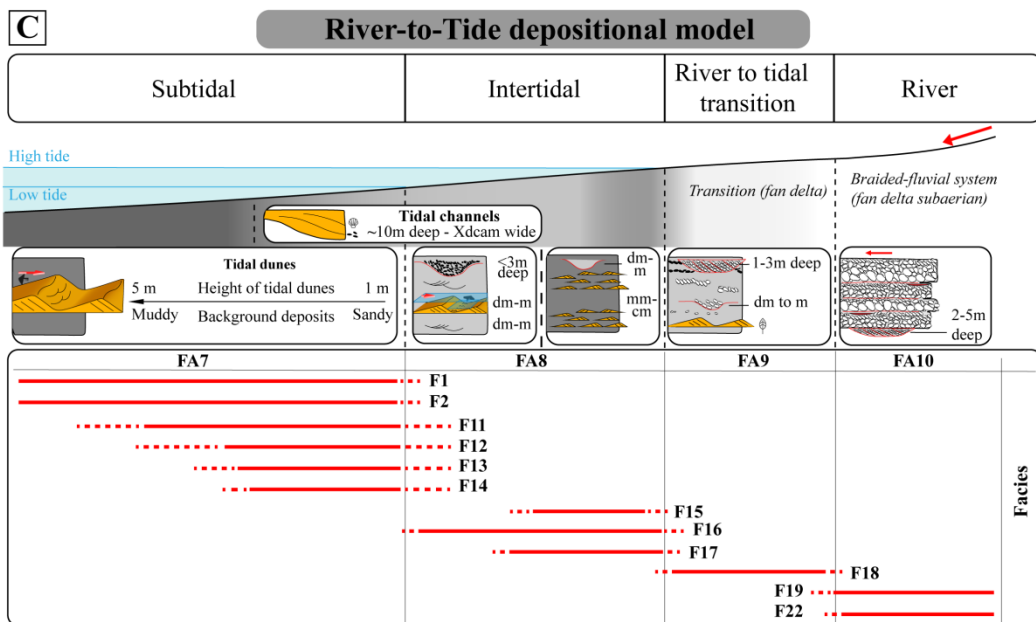 C
River-to-Tide depositional model
Subtidal
Intertidal
River to tidal
transition
River
High tide
Low tide
Transition (fan delta)
Braided-fluvial system
(fan delta subaerian)
Tidal channels
~10m deep - Xdcam wide
Tidal dunes
5 m Height of tidal dunes 1 m
Muddy Background deposits Sandy
<3m
deep
dm-m
dm-m
dm-
m
mm-
cm
1-3m deep
dm to m
2-5m
deep
FA7 FA8 FA9 FA10
F1
F2
F11
F12
F13
F14
F15
F16
F17
F18
F19
F22
Facies